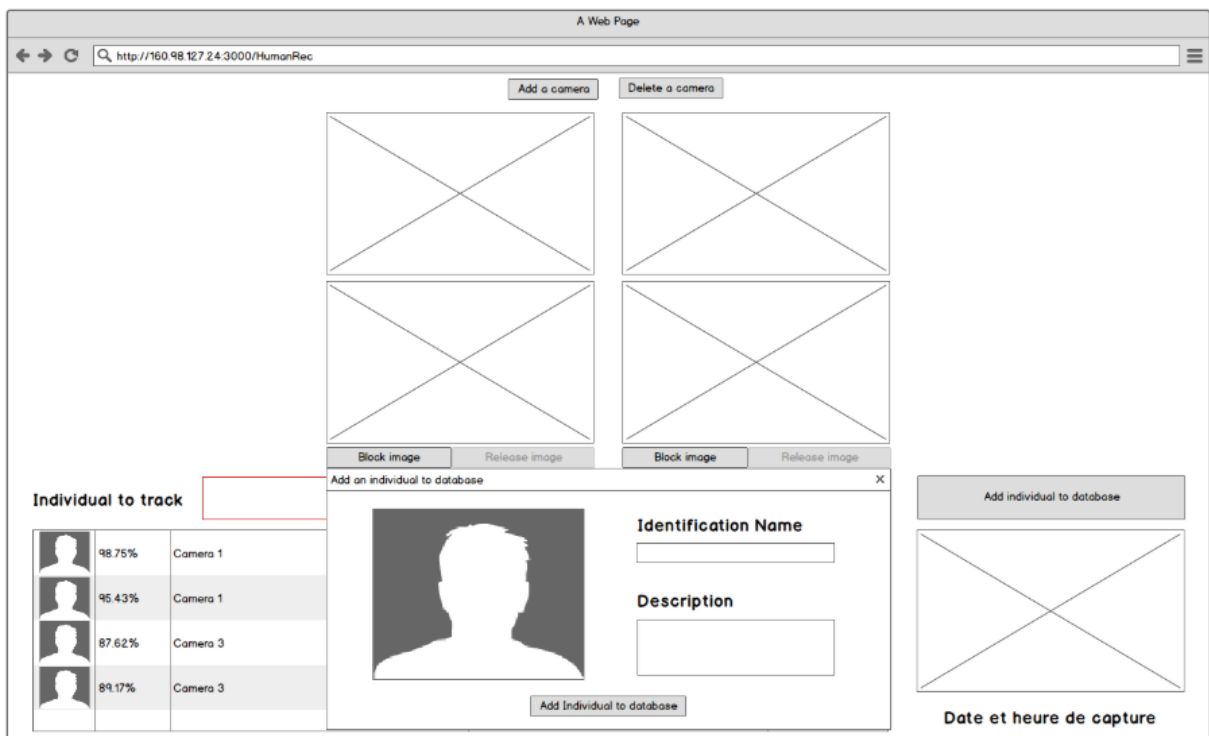 A Web Page
http://160.98.127.24:3000/HumanRec
Add a camera
Delete a camera
Block image
Release image
Block image
Release image
Individual to track
98.75%
Camera 1
95.43%
Camera 1
87.62%
Camera 3
89.17%
Camera 3
Add an individual to database
Identification Name
Description
Add Individual to database
Add individual to database
Date et heure de capture